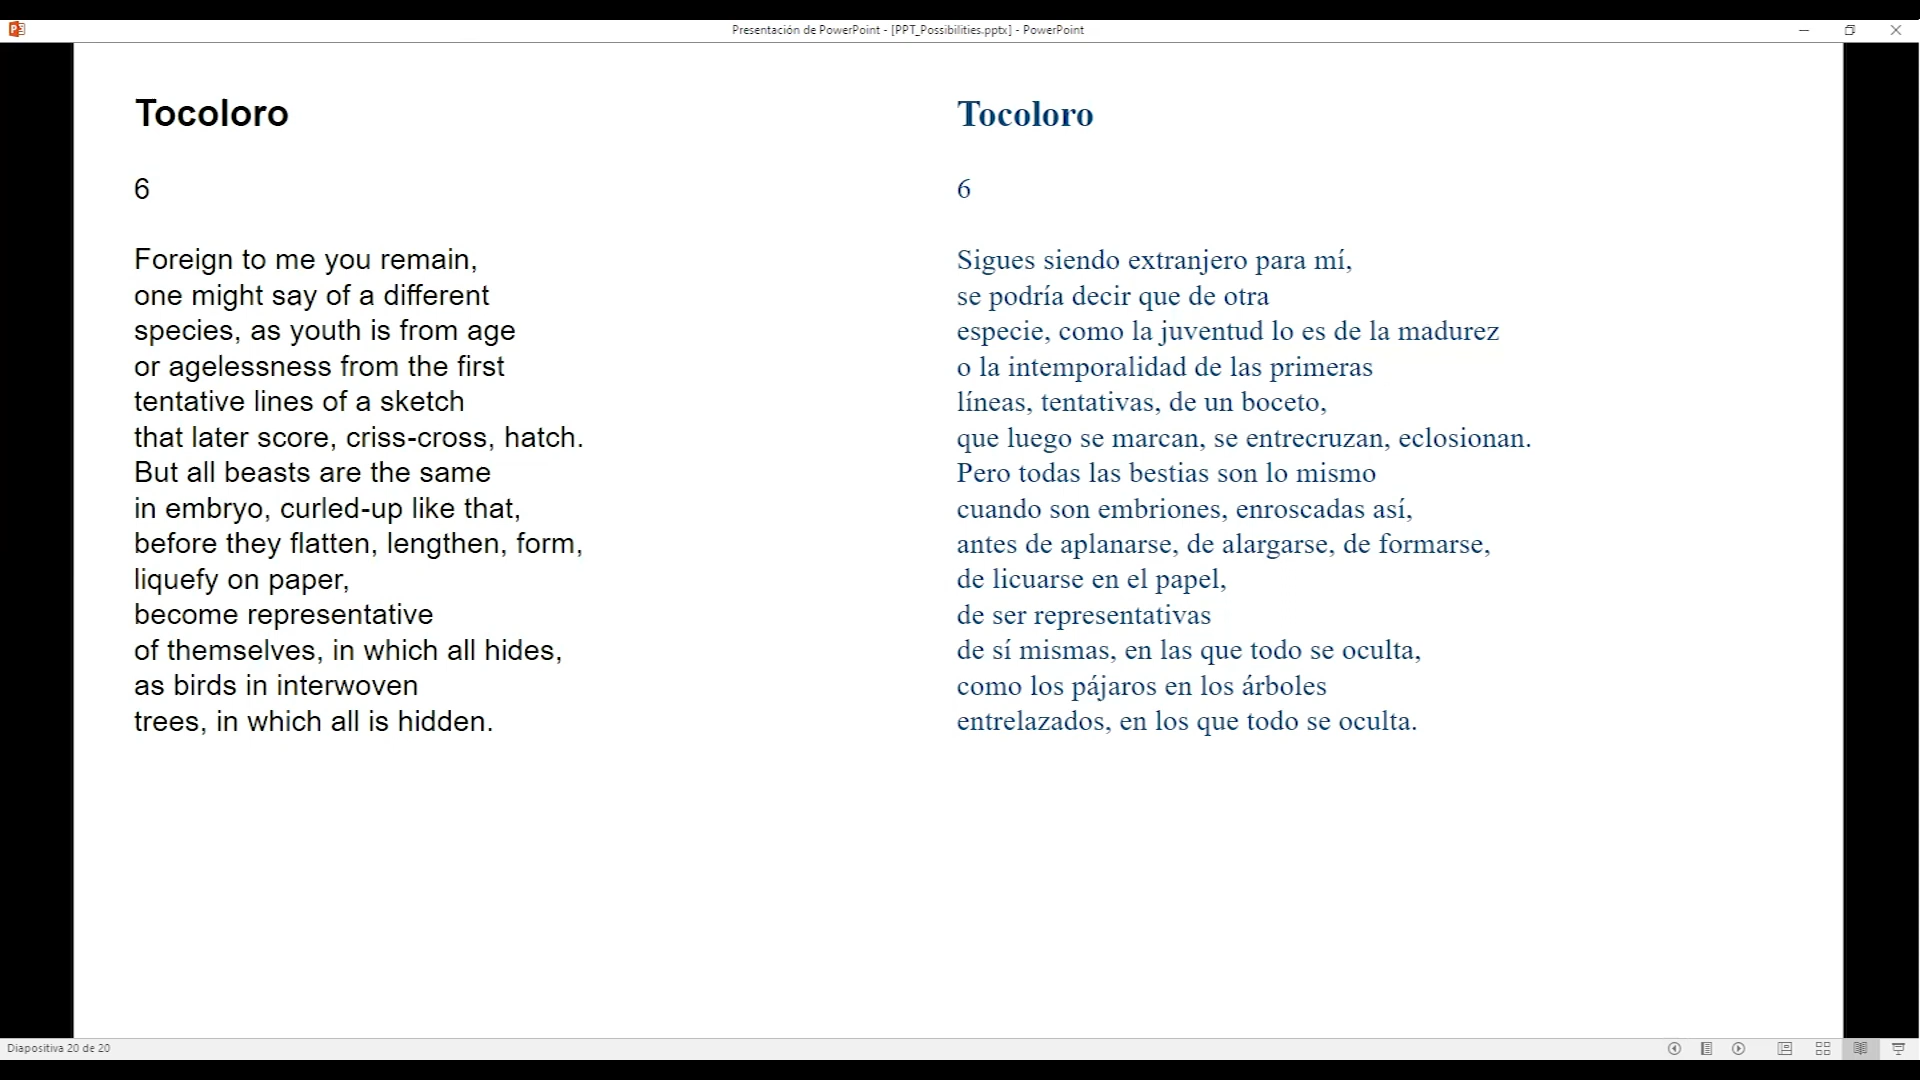 Presentación de PowerPoint - [PPT_Possibilities.pptx] - PowerPoint
Tocoloro
6
Foreign to me you remain,
one might say of a different
species, as youth is from age
or agelessness from the first
tentative lines of a sketch
that later score, criss-cross, hatch.
But all beasts are the same
in embryo, curled-up like that,
before they flatten, lengthen, form,
liquefy on paper,
become representative
of themselves, in which all hides,
as birds in interwoven
trees, in which all is hidden.
Tocoloro
6
Sigues siendo extranjero para mí,
se podría decir que de otra
especie, como la juventud lo es de la madurez
o la intemporalidad de las primeras
líneas, tentativas, de un boceto,
que luego se marcan, se entrecruzan, eclosionan.
Pero todas las bestias son lo mismo
cuando son embriones, enroscadas así,
antes de aplanarse, de alargarse, de formarse,
de licuarse en el papel,
de ser representativas
de sí mismas, en las que todo se oculta,
como los pájaros en los árboles
entrelazados, en los que todo se oculta.
Diapositiva 20 de 20